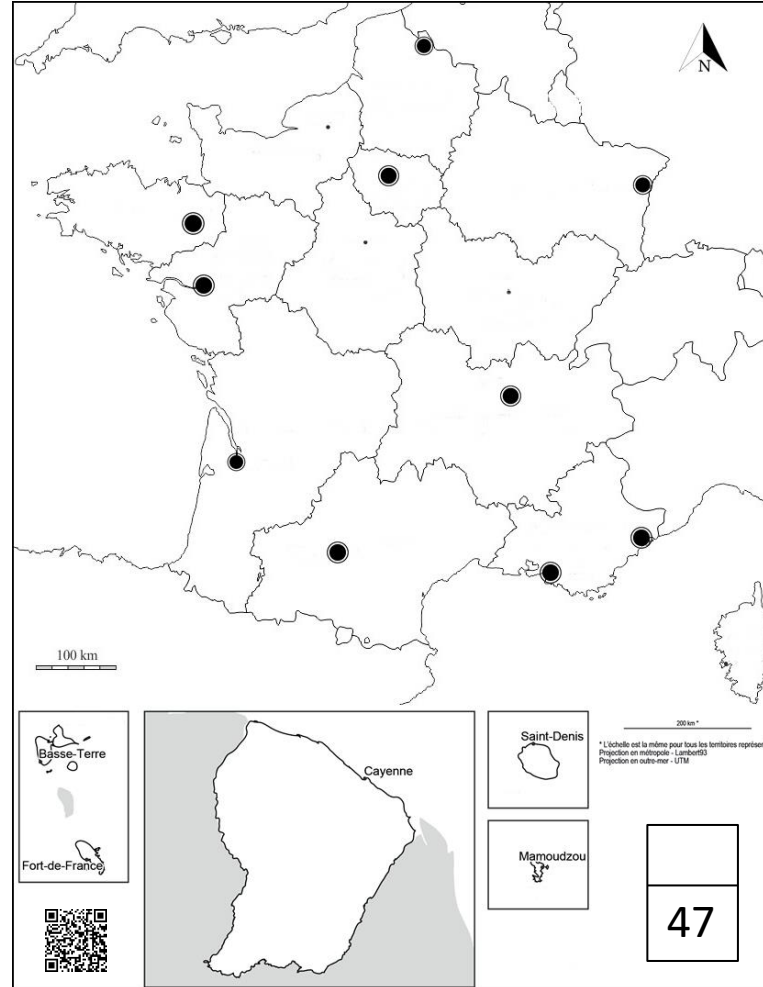 N
100 km
200 km *
* L'échelle est la même pour tous les territoires représen
Projection en métropole - Lambert93
Projection en outre-mer - UTM
Basse-Terre
Fort-de-France
Cayenne
Saint-Denis
Mamoudzou
47